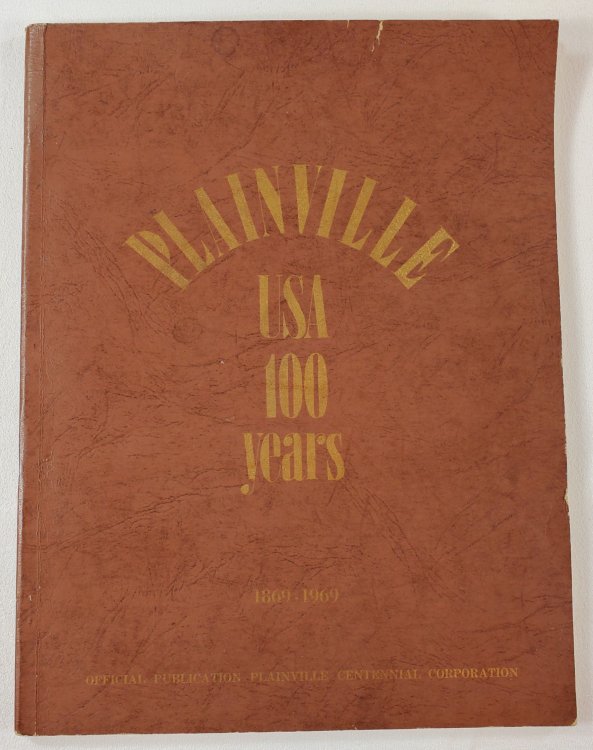 PLAINVILLE
USA
100
years
1869-1969
OFFICIAL PUBLICATION PLAINVILLE CENTENNIAL CORPORATION